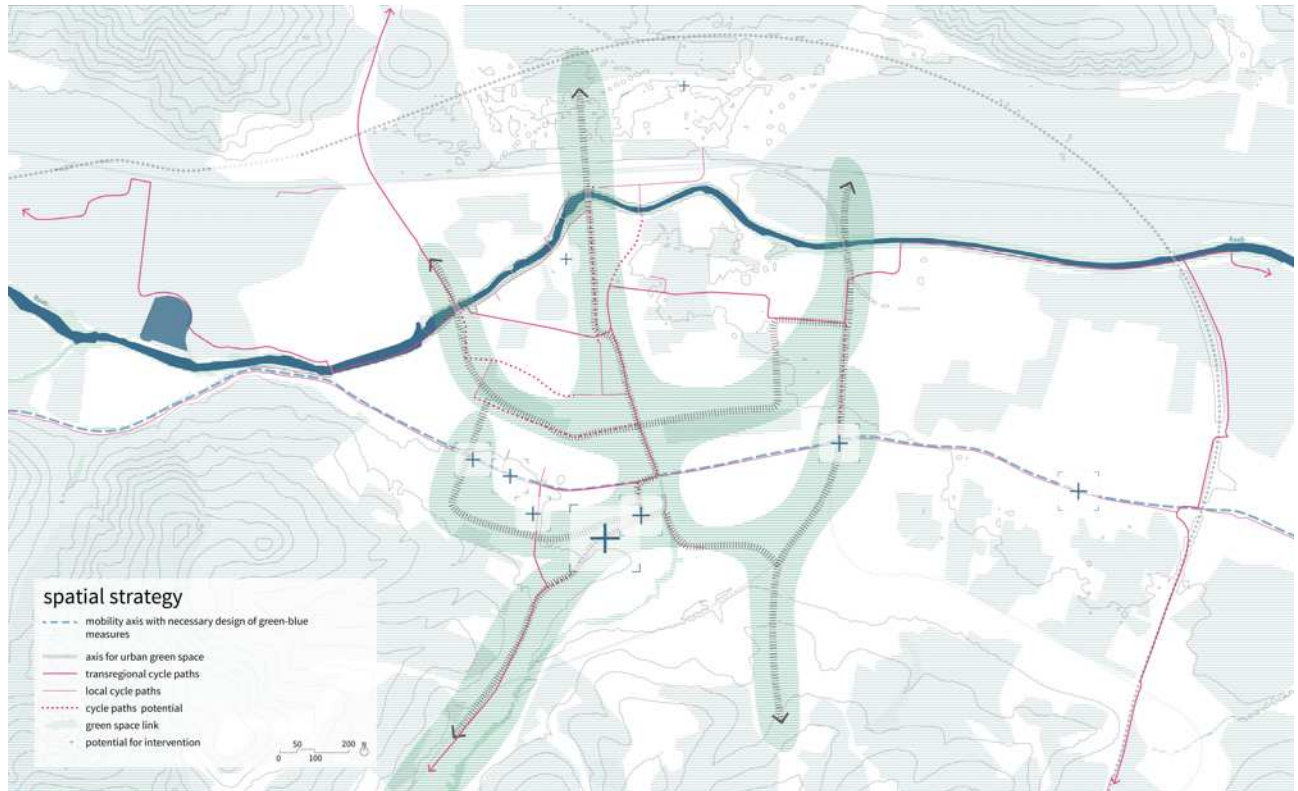 spatial strategy
mobility axis with necessary design of green-blue
measures
axis for urban green space
transregional cycle paths
local cycle paths
cycle paths potential
green space link
potential for intervention
50 200
0 100